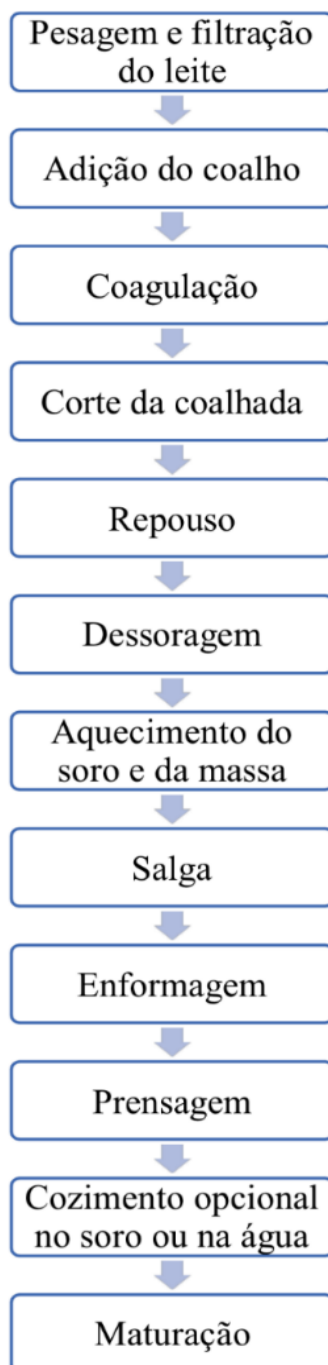 Pesagem e filtração
do leite
Adição do coalho
Coagulação
Corte da coalhada
Repouso
Dessoragem
Aquecimento do
soro e da massa
Salga
Enformagem
Prensagem
Cozimento opcional
no soro ou na água
Maturação